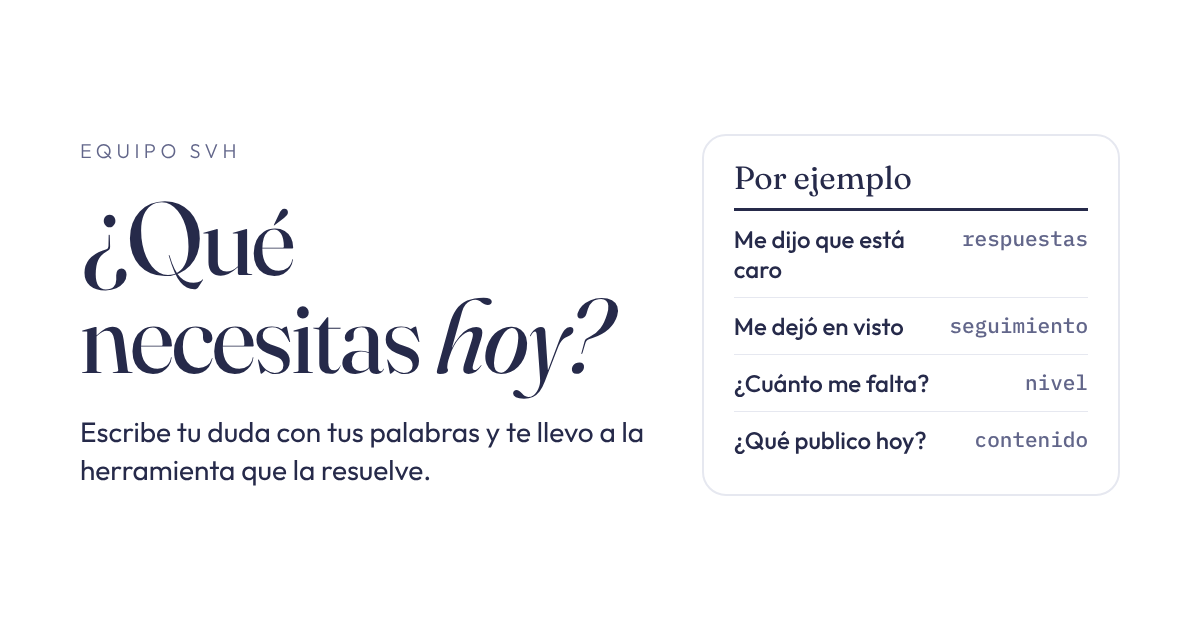 EQUIPO SVH
¿Qué
necesitas hoy?
Escribe tu duda con tus palabras y te llevo a la
herramienta que la resuelve.
Por ejemplo
Me dijo que está
caro
respuestas
Me dejó en visto
seguimiento
¿Cuánto me falta?
nivel
¿Qué publico hoy?
contenido